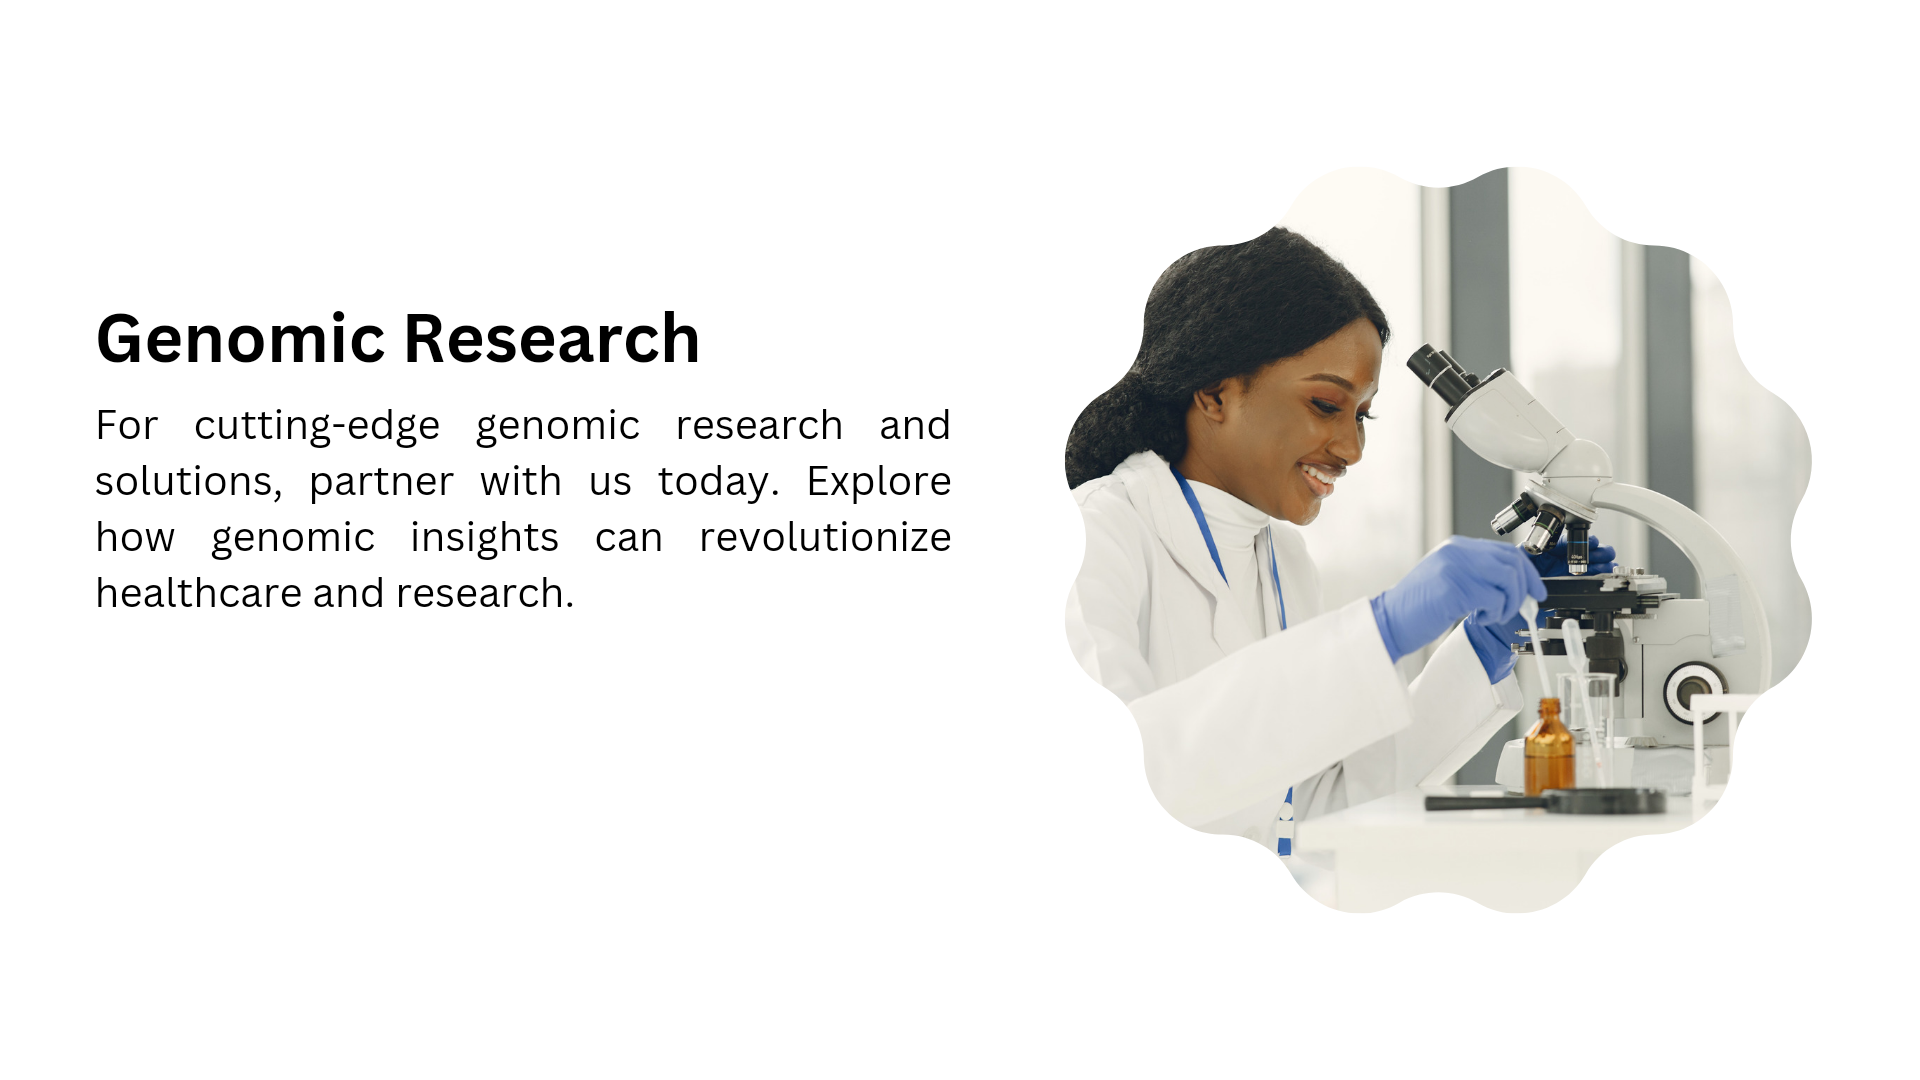 Genomic Research
For cutting-edge genomic research and
solutions, partner with us today. Explore
how genomic insights can revolutionize
healthcare and research.